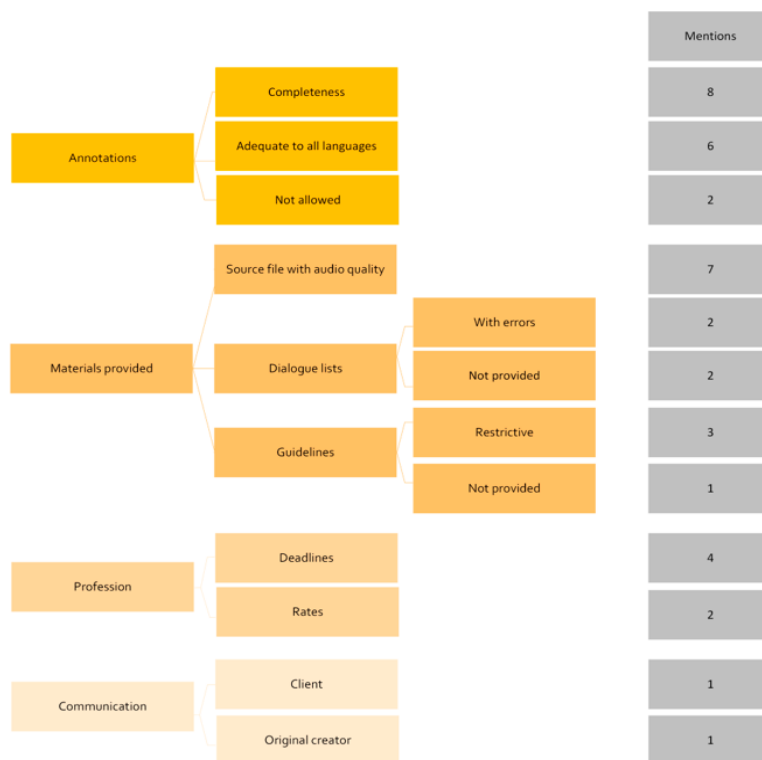 Mentions
Completeness
8
Annotations
Adequate to all languages
6
Not allowed
2
Source file with audio quality
7
With errors
2
Materials provided
Dialogue lists
Not provided
2
Restrictive
3
Guidelines
Not provided
1
Deadlines
4
Profession
Rates
2
Client
1
Communication
Original creator
1